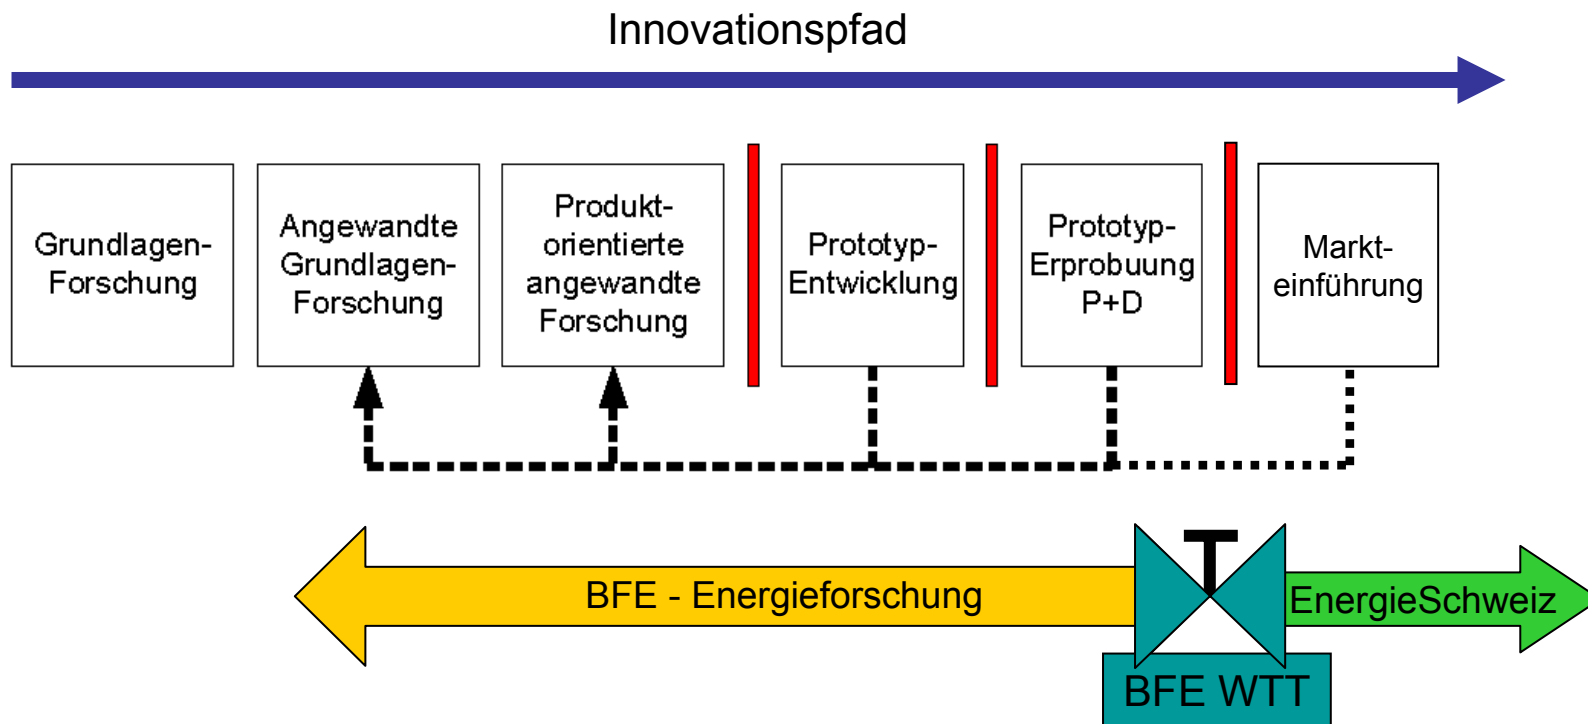 Innovationspfad
Grundlagen-
Forschung
Angewandte
Grundlagen-
Forschung
Produkt-
orientierte
angewandte
Forschung
Prototyp-
Entwicklung
Prototyp-
Erprobuung
P+D
Markt-
einführung
BFE - Energieforschung
EnergieSchweiz
BFE WTT